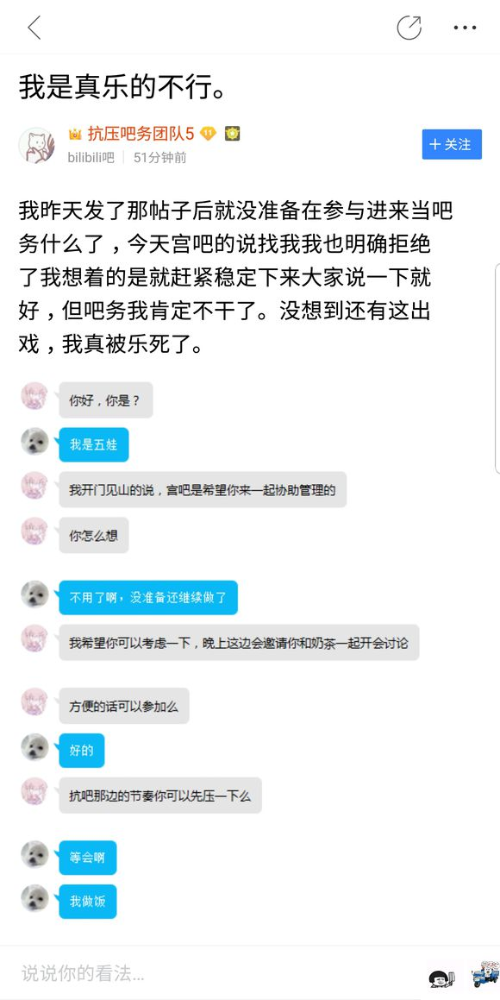 我是真乐的不行。
抗压吧务团队5 11
bilibili吧 51分钟前
关注
我昨天发了那帖子后就没准备在参与进来当吧
务什么了，今天宫吧的说找我我也明确拒绝
了我想着的是就赶紧稳定下来大家说一下就
好，但吧务我肯定不干了。没想到还有这出
戏，我真被乐死了。
你好，你是？
我是五娃
我开门见山的说，宫吧是希望你来一起协助管理的
你怎么想
不用了啊，没准备还继续做了
我希望你可以考虑一下，晚上这边会邀请你和奶茶一起开会讨论
方便的话可以参加么
好的
抗吧那边的节奏你可以先压一下么
等会啊
我做饭
说说你的看法...